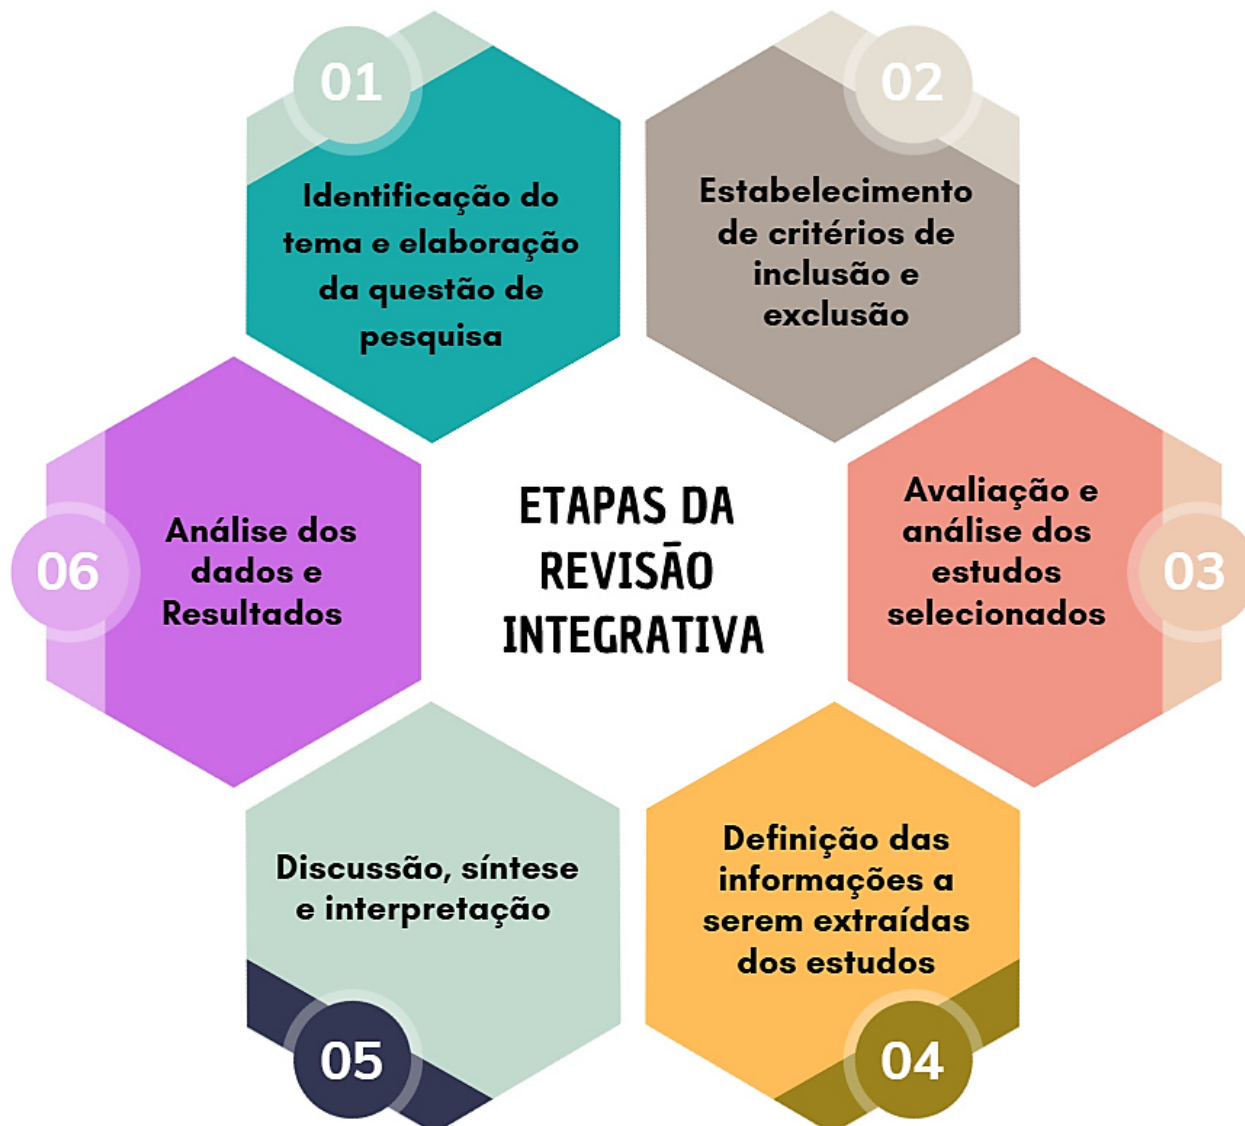 01
Identificação do
tema e elaboração
da questão de
pesquisa
02
Estabelecimento
de critérios de
inclusão e
exclusão
03
Avaliação e
análise dos
estudos
selecionados
04
Definição das
informações a
serem extraídas
dos estudos
05
Discussão, síntese
e interpretação
06
Análise dos
dados e
Resultados
ETAPAS DA
REVISÃO
INTEGRATIVA